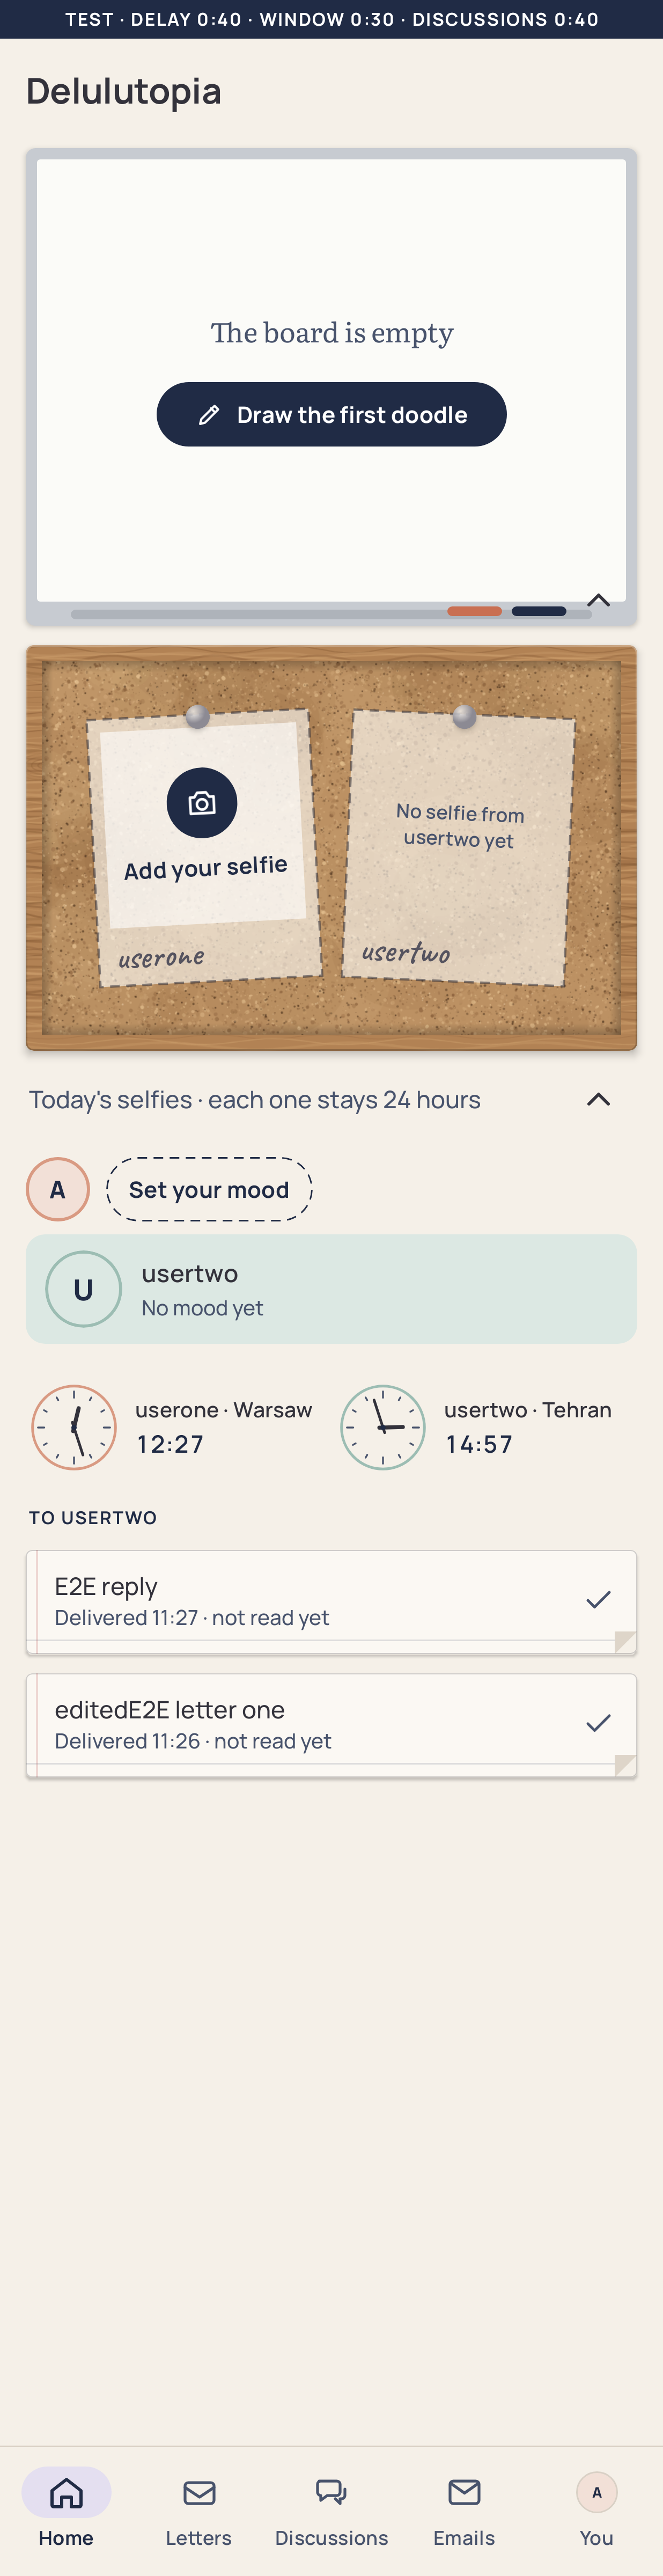 TEST · DELAY 0:40 · WINDOW 0:30 · DISCUSSIONS 0:40
Delulutopia
The board is empty
Draw the first doodle
Add your selfie
userone
No selfie from
usertwo yet
usertwo
Today's selfies · each one stays 24 hours
A
Set your mood
U
usertwo
No mood yet
userone · Warsaw
12:27
usertwo · Tehran
14:57
TO USERTWO
E2E reply
Delivered 11:27 · not read yet
editedE2E letter one
Delivered 11:26 · not read yet
Home
Letters
Discussions
Emails
A
You